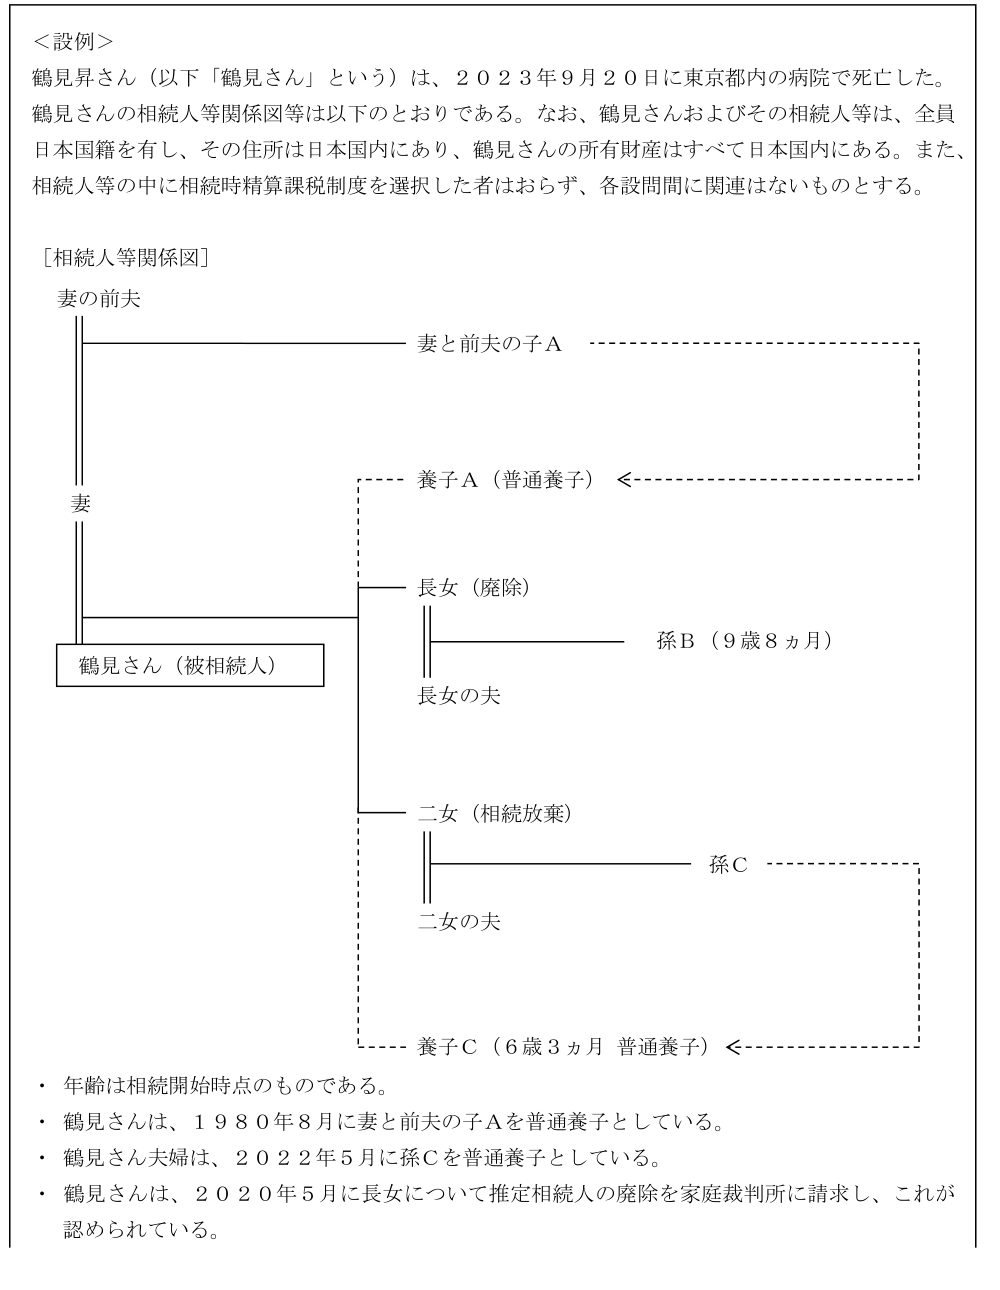 ＜設例＞
鶴見昇さん（以下「鶴見さん」という）は、２０２３年９月２０日に東京都内の病院で死亡した。
鶴見さんの相続人等関係図等は以下のとおりである。なお、鶴見さんおよびその相続人等は、全員
日本国籍を有し、その住所は日本国内にあり、鶴見さんの所有財産はすべて日本国内にある。また、
相続人等の中に相続時精算課税制度を選択した者はおらず、各設問間に関連はないものとする。
［相続人等関係図］
妻の前夫
妻と前夫の子Ａ
養子Ａ（普通養子）
妻
長女（廃除）
孫Ｂ（９歳８ヵ月）
鶴見さん（被相続人）
長女の夫
二女（相続放棄）
孫Ｃ
二女の夫
養子Ｃ（６歳３ヵ月 普通養子）
・ 年齢は相続開始時点のものである。
・ 鶴見さんは、１９８０年８月に妻と前夫の子Ａを普通養子としている。
・ 鶴見さん夫婦は、２０２２年５月に孫Ｃを普通養子としている。
・ 鶴見さんは、２０２０年５月に長女について推定相続人の廃除を家庭裁判所に請求し、これが
認められている。